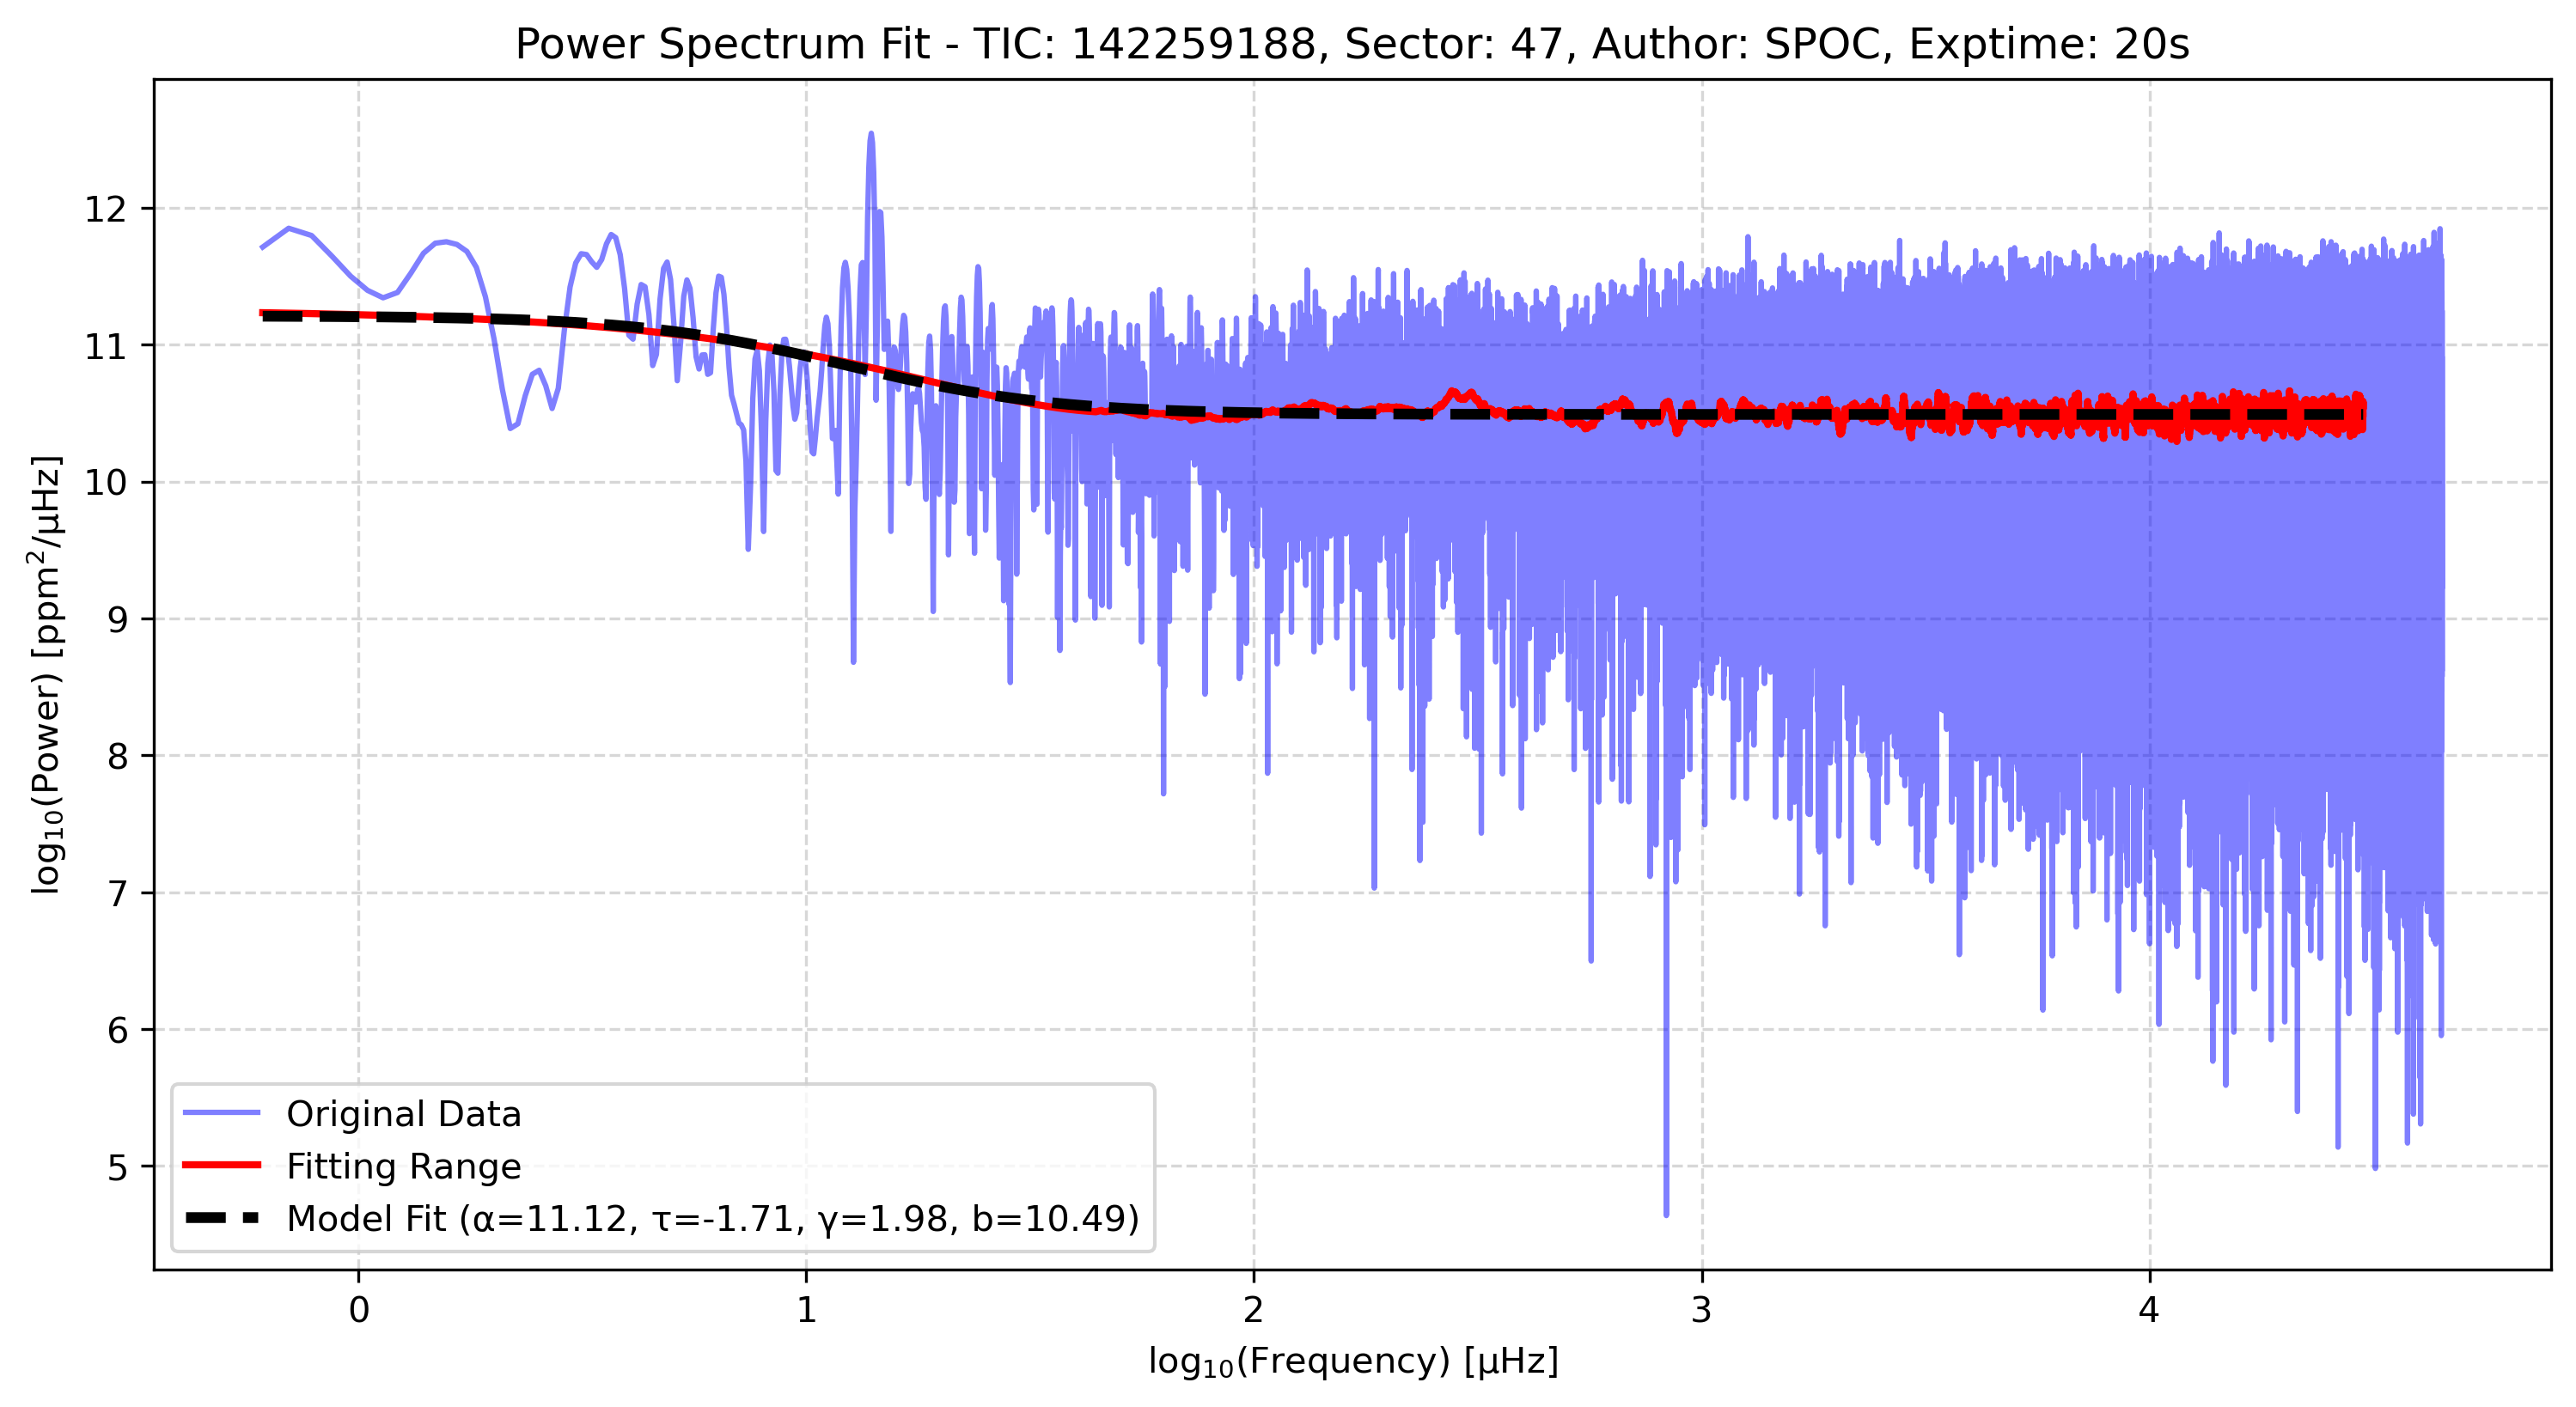 Power Spectrum Fit - TIC: 142259188, Sector: 47, Author: SPOC, Exptime: 20s
log₁₀(Power) [ppm²/μHz]
12
11
10
9
8
7
6
5
Original Data
Fitting Range
Model Fit (α=11.12, τ=-1.71, γ=1.98, b=10.49)
0 1 2 3 4
log₁₀(Frequency) [μHz]